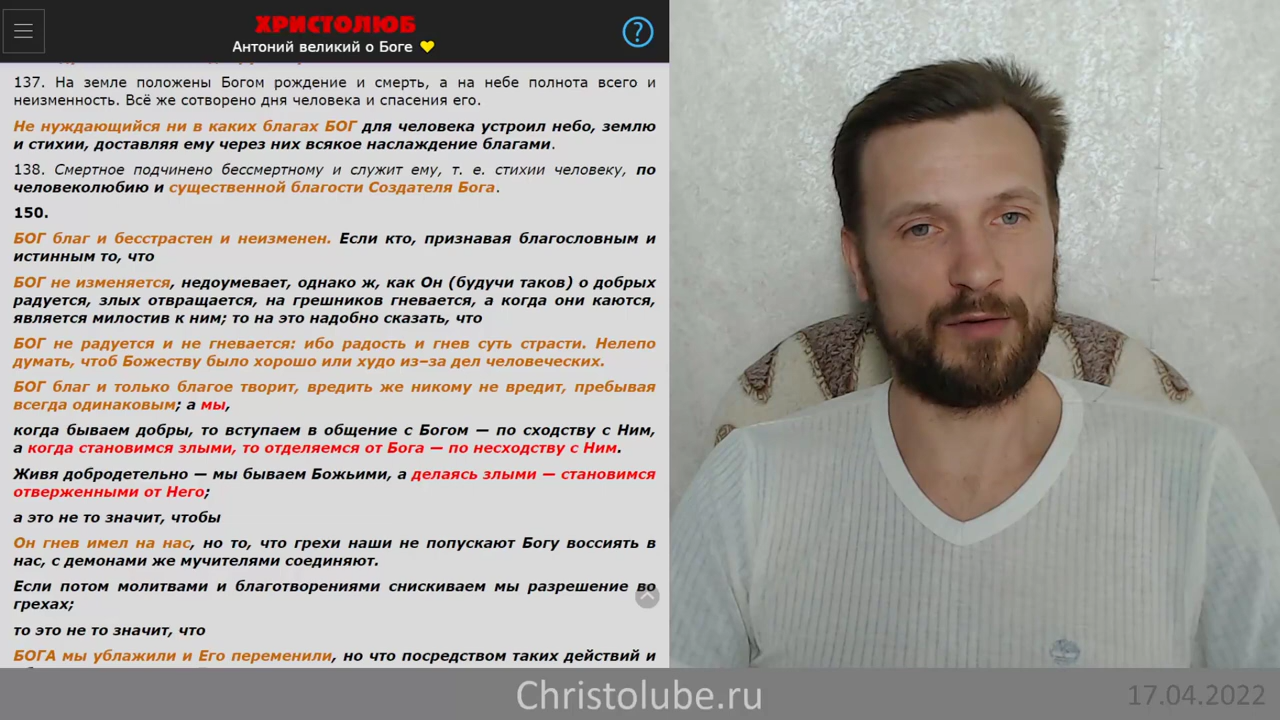 ХРИСТОЛЮБ
Антоний великий о Боге 💛
?
137. На земле положены Богом рождение и смерть, а на небе полнота всего и
неизменность. Всё же сотворено дня человека и спасения его.
Не нуждающийся ни в каких благах БОГ для человека устроил небо, землю
и стихии, доставляя ему через них всякое наслаждение благами.
138. Смертное подчинено бессмертному и служит ему, т. е. стихии человеку, по
человеколюбию и существенной благости Создателя Бога.
150.
БОГ благ и бесстрастен и неизменен. Если кто, признавая благословным и
истинным то, что
БОГ не изменяется, недоумевает, однако ж, как Он (будучи таков) о добрых
радуется, злых отвращается, на грешников гневается, а когда они каются,
является милостив к ним; то на это надобно сказать, что
БОГ не радуется и не гневается: ибо радость и гнев суть страсти. Нелепо
думать, чтоб Божеству было хорошо или худо из–за дел человеческих.
БОГ благ и только благое творит, вредить же никому не вредит, пребывая
всегда одинаковым; а мы,
когда бываем добры, то вступаем в общение с Богом — по сходству с Ним,
а когда становимся злыми, то отделяемся от Бога — по несходству с Ним.
Живя добродетельно — мы бываем Божьими, а делаясь злыми — становимся
отверженными от Него;
а это не то значит, чтобы
Он гнев имел на нас, но то, что грехи наши не попускают Богу воссиять в
нас, с демонами же мучителями соединяют.
Если потом молитвами и благотворениями снискиваем мы разрешение во
грехах;
то это не то значит, что
БОГА мы ублажили и Его переменили, но что посредством таких действий и
Christolube.ru
17.04.2022